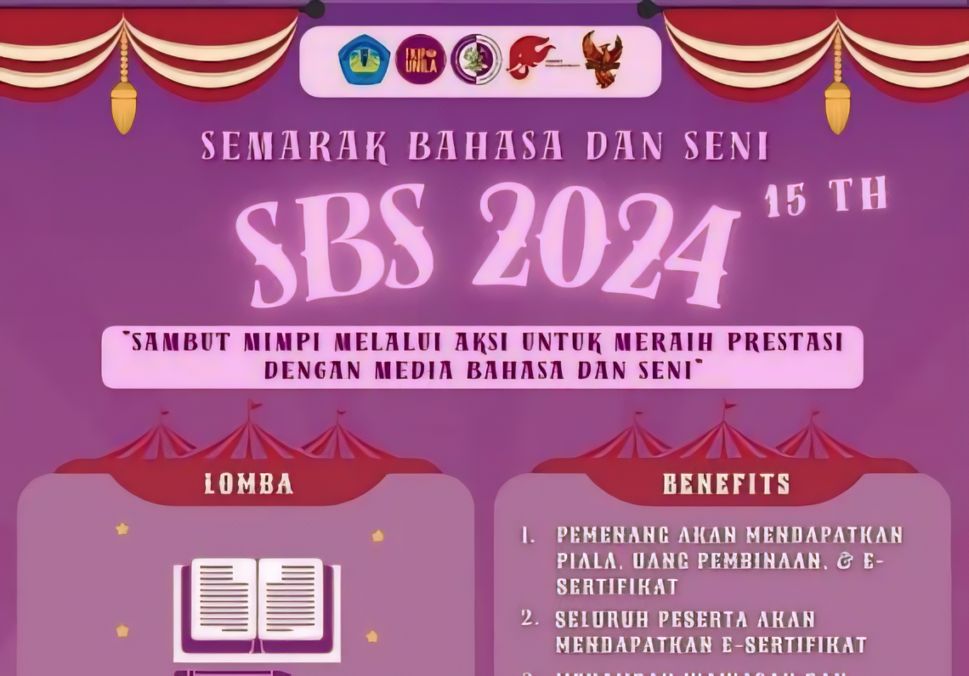 FKIP
UNILA
SEMARAK BAHASA DAN SENI
SBS 2024
15 TH
"SAMBUT MIMPI MELALUI AKSI UNTUK MERAIH PRESTASI
DENGAN MEDIA BAHASA DAN SENI"
LOMBA
BENEFITS
1. PEMENANG AKAN MENDAPATKAN
PIALA, UANG PEMBINAAN, & E-
SERTIFIKAT
2. SELURUH PESERTA AKAN
MENDAPATKAN E-SERTIFIKAT